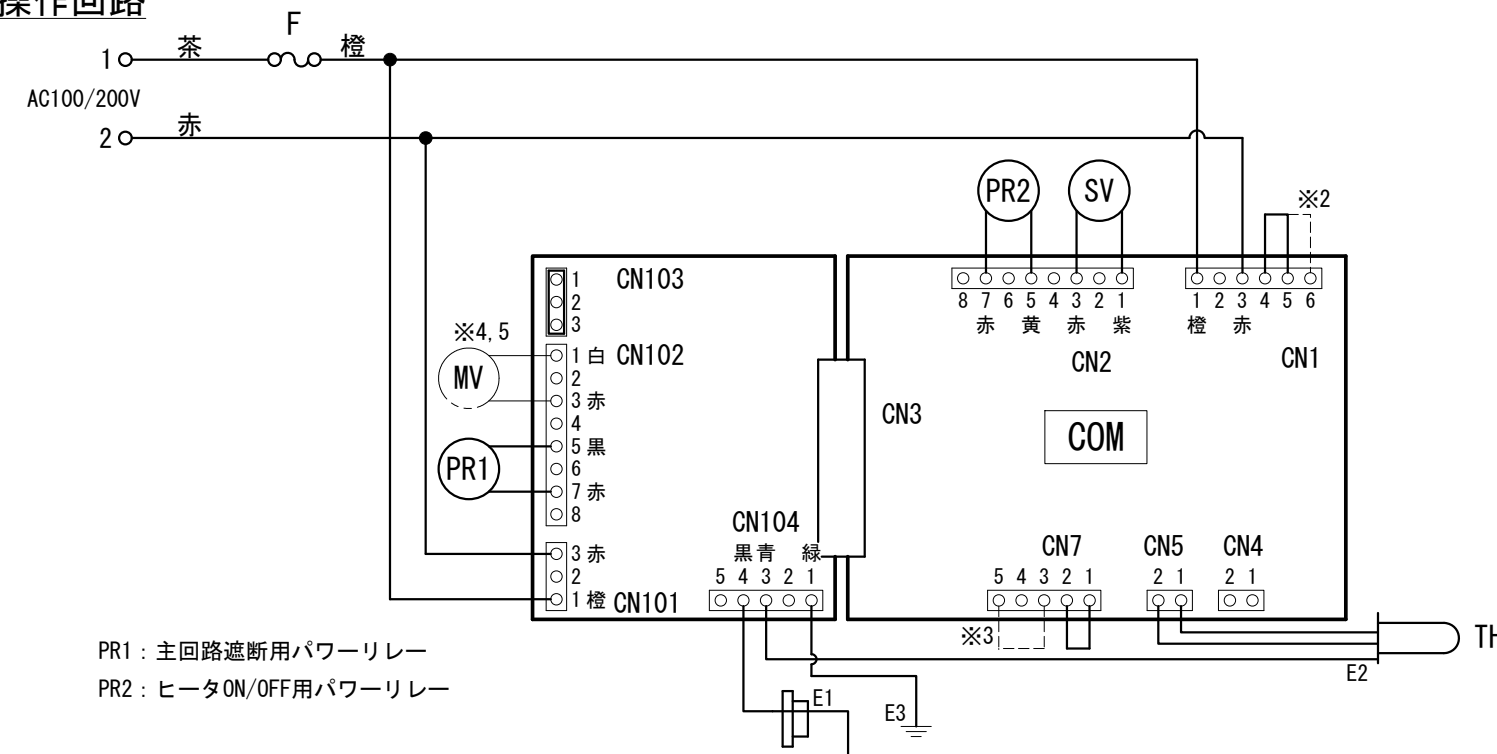 操作回路
F
1 茶 橙
AC100/200V
2 赤
PR2 SV
※2
8 7 6 5 4 3 2 1
赤 黄 赤 紫
CN2
1 2 3 4 5 6
橙 赤
CN1
CN103
1
2
3
※4,5
MV
CN102
1 白
2
3 赤
4
5 黒
6
7 赤
8
PR1
CN3
COM
3 赤
2
1 橙
CN101
CN104
黒 青 緑
5 4 3 2 1
CN7
5 4 3 2 1
※3
CN5
2 1
CN4
2 1
TH
E2
E1
E3
PR1：主回路遮断用パワーリレー
PR2：ヒータON/OFF用パワーリレー